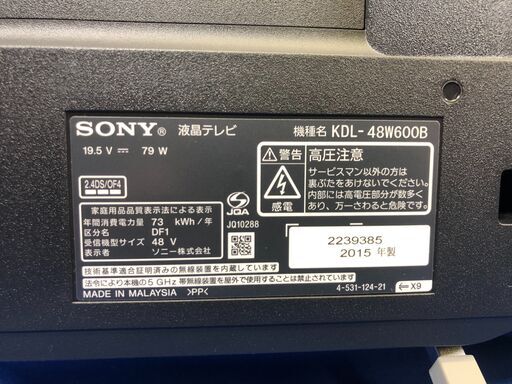 SONY® 液晶テレビ
機種名 KDL-48W600B
19.5 V ⎓ 79 W
2.4DS/OF4
家庭用品品質表示法による表示
年間消費電力量 73 kWh/年
区分名 DF1
受信機型サイズ 48 V
ソニー株式会社
JQA
JQ10288
警告
感電
高圧注意
サービスマン以外の方は
裏ぶたをあけないでください。
内部には高電圧部分が数多く
あり、万一さわると危険です。
2239385
2015 年製
技術基準適合証明済みの無線装置を内蔵しています
法令により本機の5 GHz 帯無線装置を屋外で使用することは禁止されています
MADE IN MALAYSIA >PP<
4-531-124-21
X9